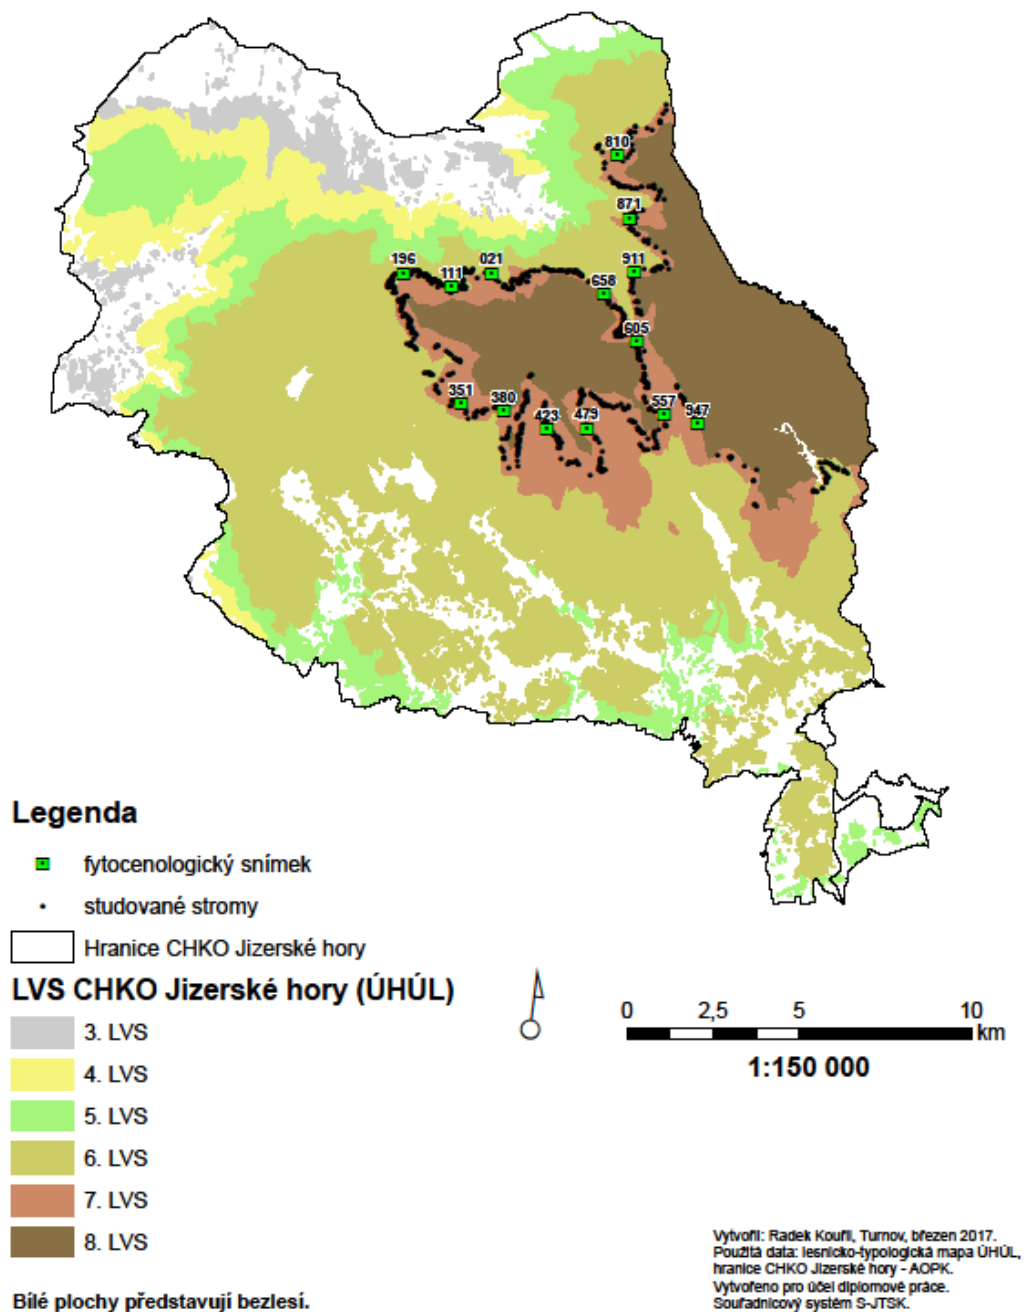 810
871
196
111
021
911
658
605
351
380
423
479
557
947
Legenda
fytocenologický snímek
studované stromy
Hranice CHKO Jizerské hory
LVS CHKO Jizerské hory (ÚHÚL)
3. LVS
4. LVS
5. LVS
6. LVS
7. LVS
8. LVS
0 2,5 5 10
km
1:150 000
Bílé plochy představují bezlesí.
Vytvořil: Radek Kouřil, Turnov, březen 2017.
Použitá data: lesnicko-typologická mapa ÚHÚL,
hranice CHKO Jizerské hory - AOPK.
Vytvořeno pro účel diplomové práce.
Souřadnicový systém S-JTSK.